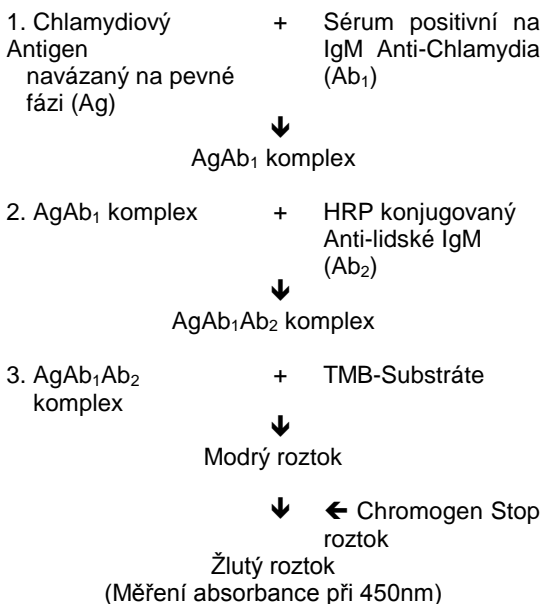 1. Chlamydiový + Sérum positivní na
Antigen IgM Anti-Chlamydia
navázaný na pevné (Ab₁)
fázi (Ag)
🡻
AgAb₁ komplex
2. AgAb₁ komplex + HRP konjugovaný
Anti-lidské IgM
(Ab₂)
🡻
AgAb₁Ab₂ komplex
3. AgAb₁Ab₂ + TMB-Substráte
komplex
🡻
Modrý roztok
🡻 🡸 Chromogen Stop
roztok
Žlutý roztok
(Měření absorbance při 450nm)